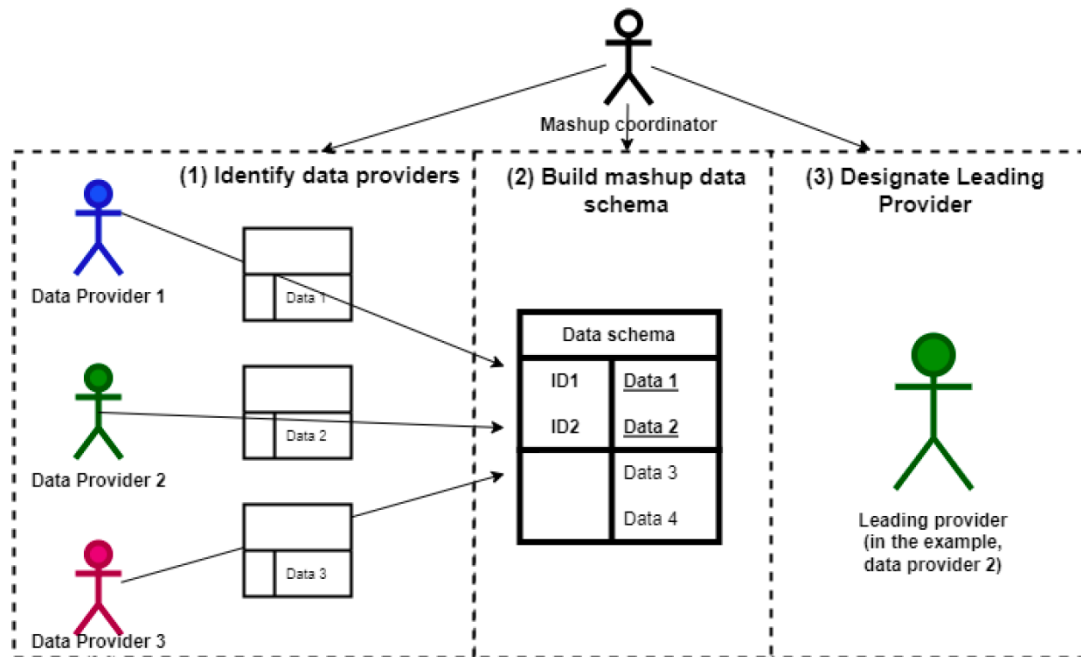 Mashup coordinator
(1) Identify data providers
Data Provider 1
Data 1
Data Provider 2
Data 2
Data Provider 3
Data 3
(2) Build mashup data
schema
Data schema
ID1 Data 1
ID2 Data 2
Data 3
Data 4
(3) Designate Leading
Provider
Leading provider
(in the example,
data provider 2)